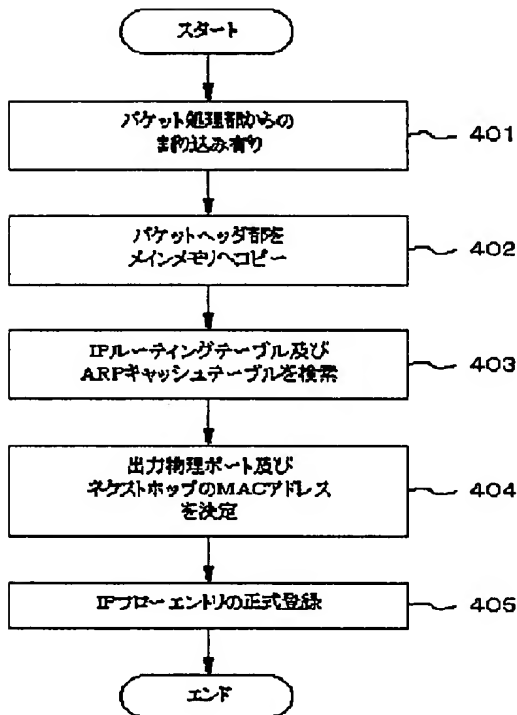 スタート
パケット処理部からの
割り込み有り
401
パケットヘッダ部を
メインメモリへコピー
402
IPルーティングテーブル及び
ARPキャッシュテーブルを検索
403
出力物理ポート及び
ネクストホップのMACアドレス
を決定
404
IPフローエントリの正式登録
405
エンド